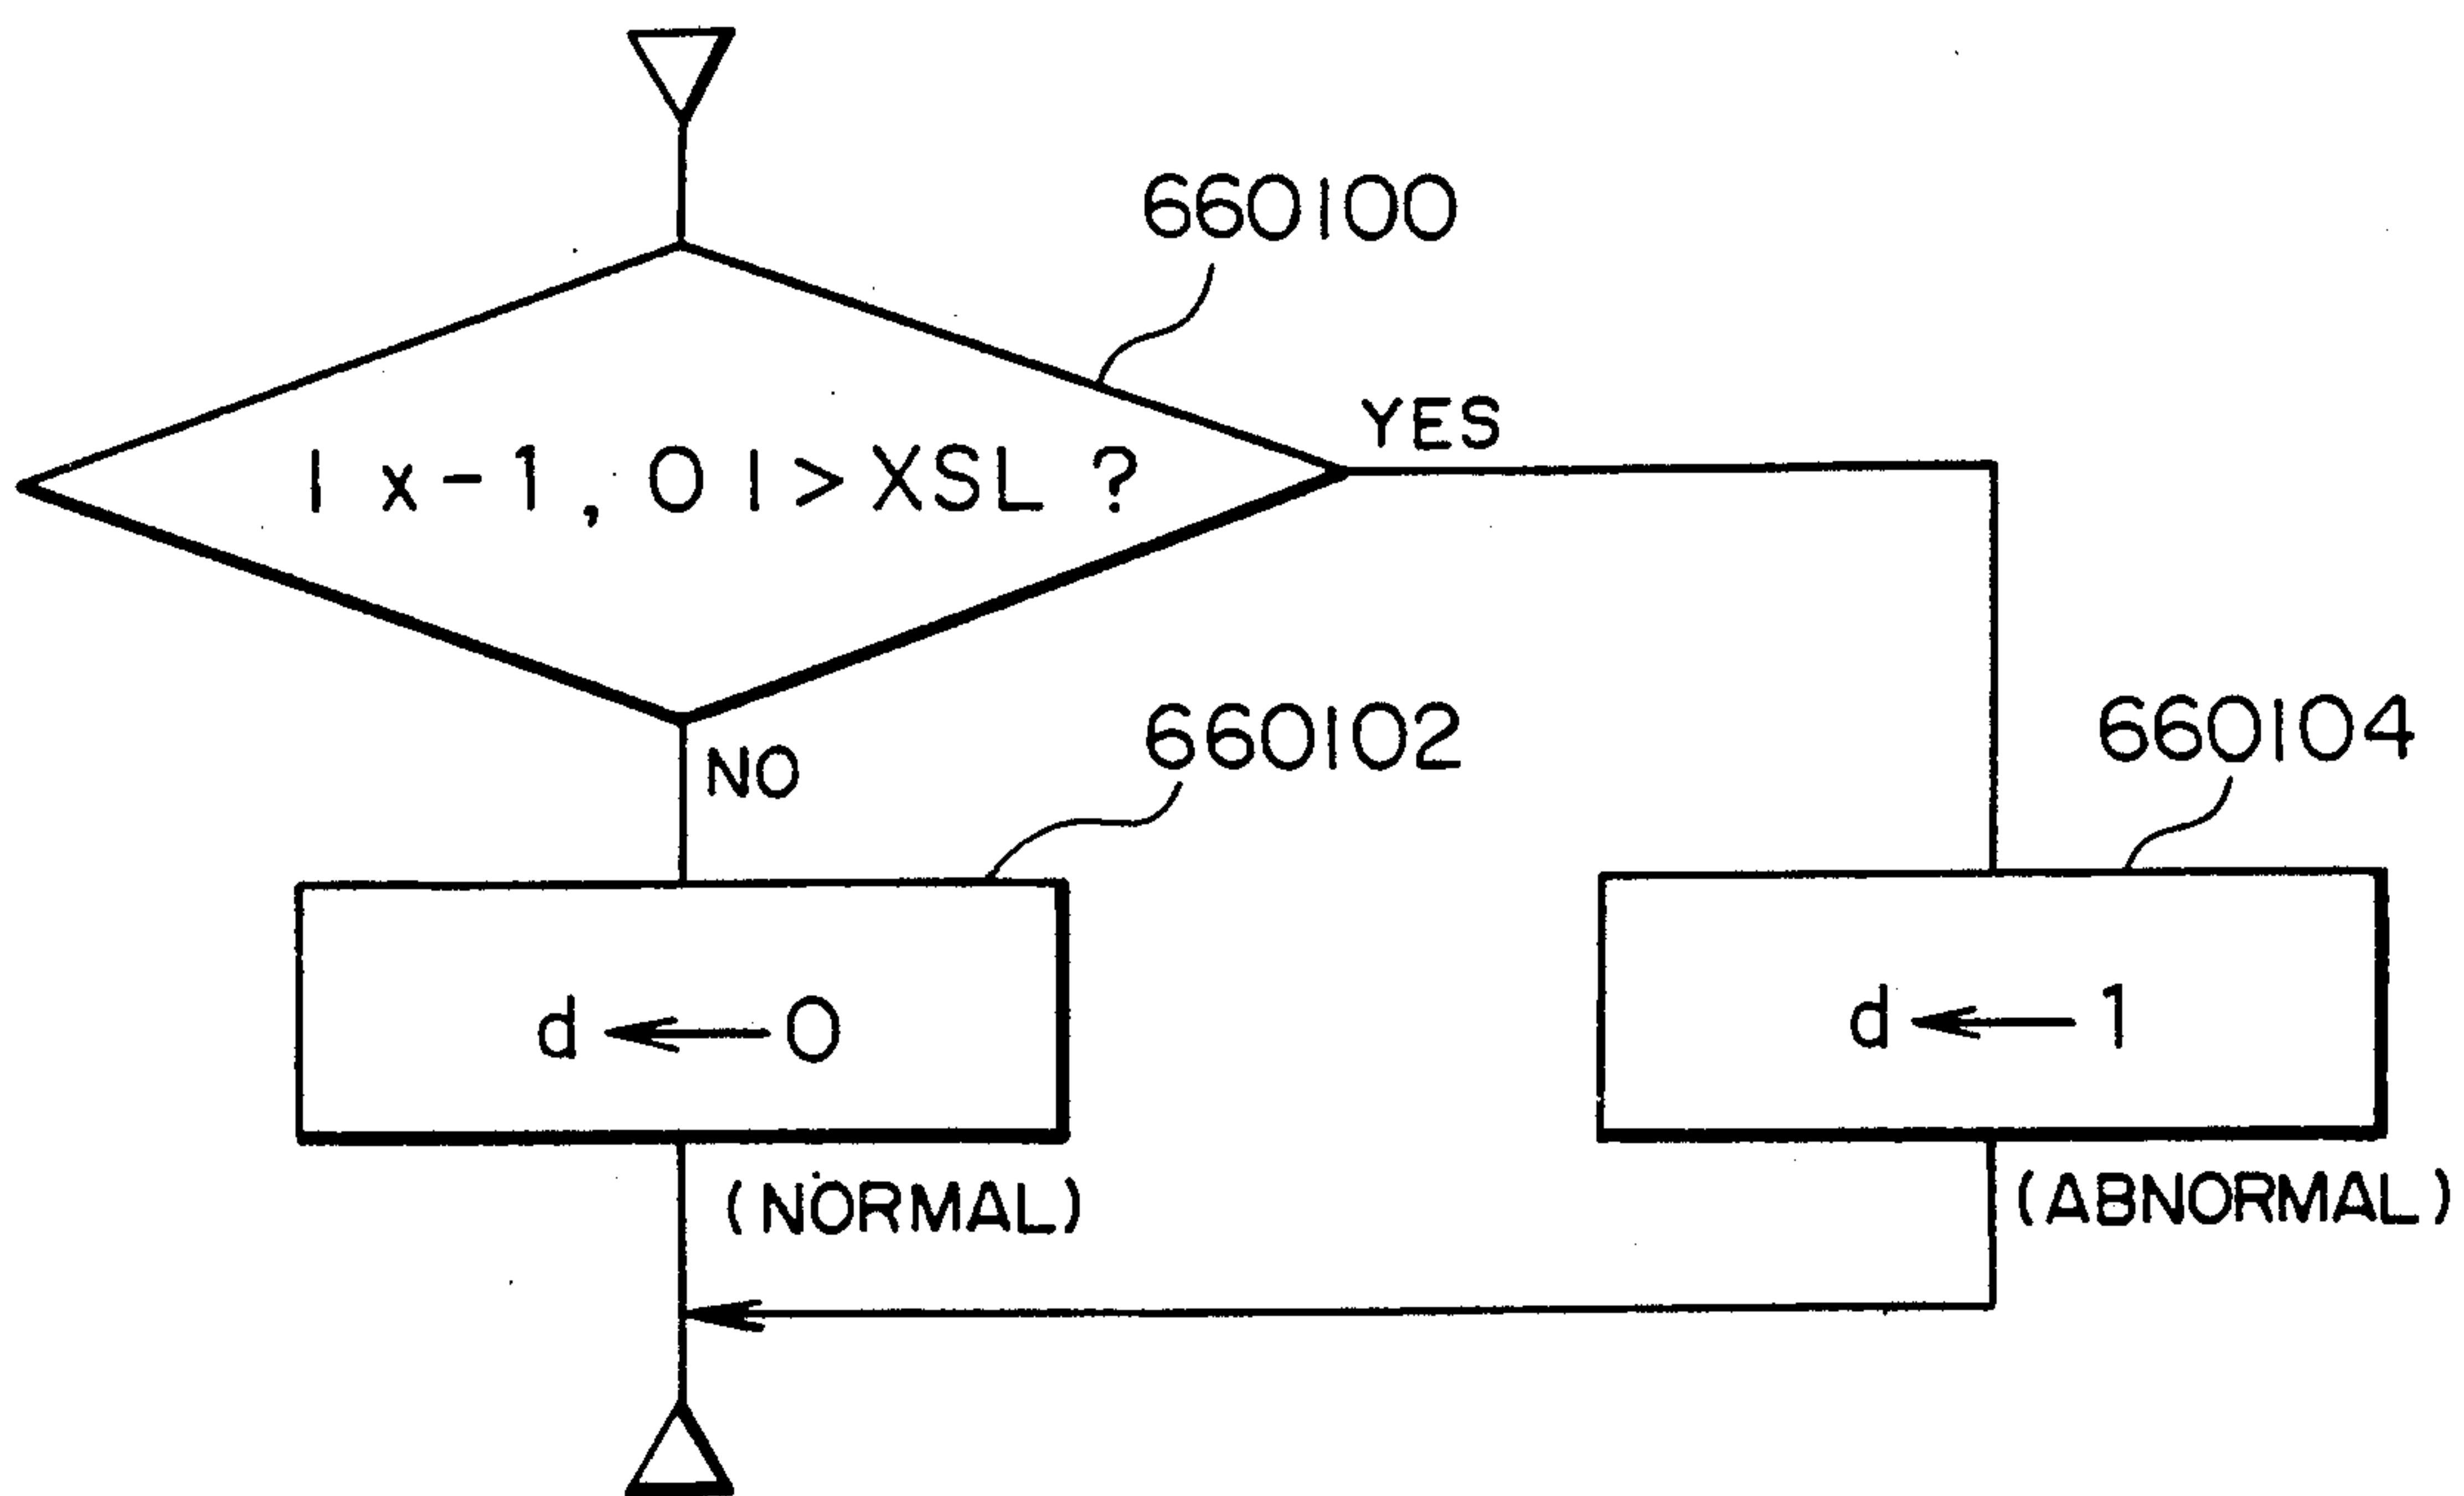 660100
YES
| x-1,0 | > XSL ?
NO
660102
660104
d ← 0
d ← 1
(NORMAL)
(ABNORMAL)